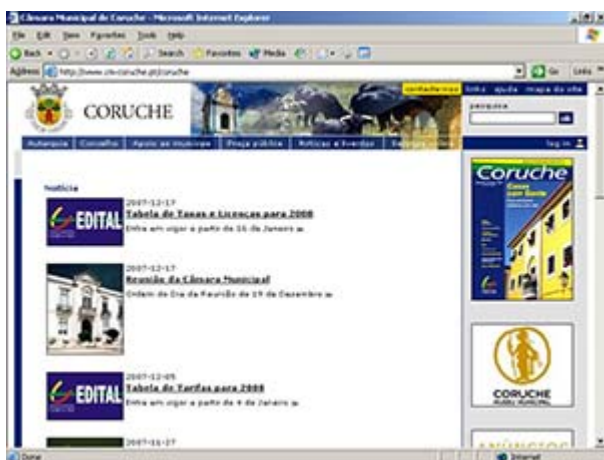 Câmara Municipal de Coruche - Microsoft Internet Explorer
File Edit View Favorites Tools Help
Back Search Favorites Media
Address http://www.cm-coruche.pt/coruche Go Links
contacte-nos links ajuda mapa do site
CORUCHE
pesquisa
Autarquia Concelho Apoio ao munícipe Praça pública Notícias e Eventos
log in
Notícia
Coruche
2007-12-17
EDITAL
Tabela de Taxas e Licenças para 2008
Entra em vigor a partir de 16 de Janeiro
2007-12-17
Reunião da Câmara Municipal
Ordem do Dia da Reunião de 19 de Dezembro
2007-12-05
EDITAL
Tabela de Tarifas para 2008
Entra em vigor a partir de 4 de Janeiro
CORUCHE
MUSEU MUNICIPAL
2007-11-27
ANÚNCIOS
Done Internet